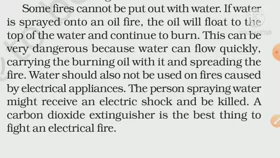 Some fires cannot be put out with water. If water
is sprayed onto an oil fire, the oil will float to the
top of the water and continue to burn. This can be
very dangerous because water can flow quickly,
carrying the burning oil with it and spreading the
fire. Water should also not be used on fires caused
by electrical appliances. The person spraying water
might receive an electric shock and be killed. A
carbon dioxide extinguisher is the best thing to
fight an electrical fire.